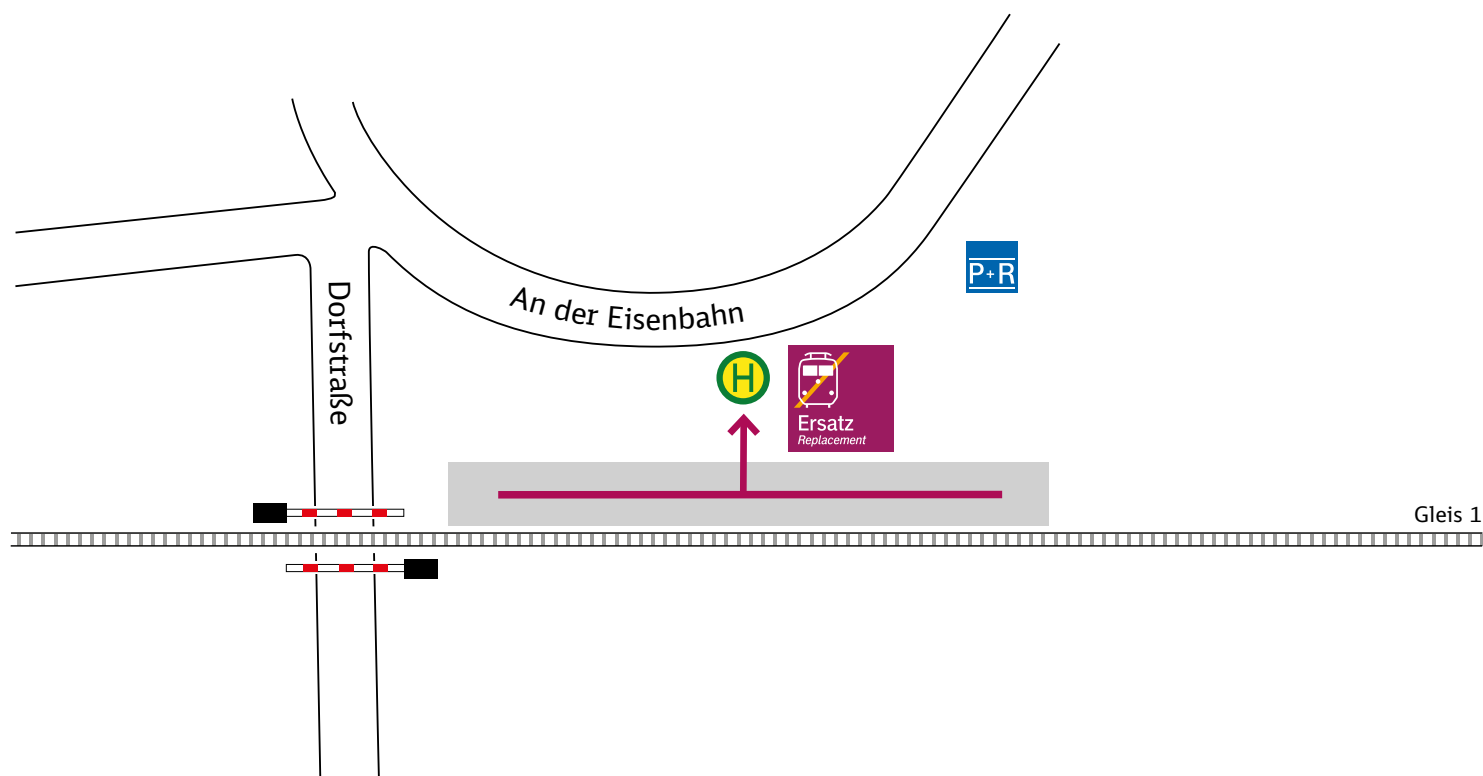 P+R
An der Eisenbahn
Dorfstraße
H
Ersatz
Replacement
Gleis 1